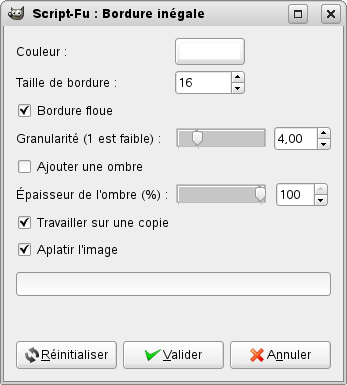 Script-Fu : Bordure inégale
Couleur :
Taille de bordure : 16
Bordure floue
Granularité (1 est faible) : 4,00
Ajouter une ombre
Épaisseur de l'ombre (%) : 100
Travailler sur une copie
Aplatir l'image
Réinitialiser Valider Annuler